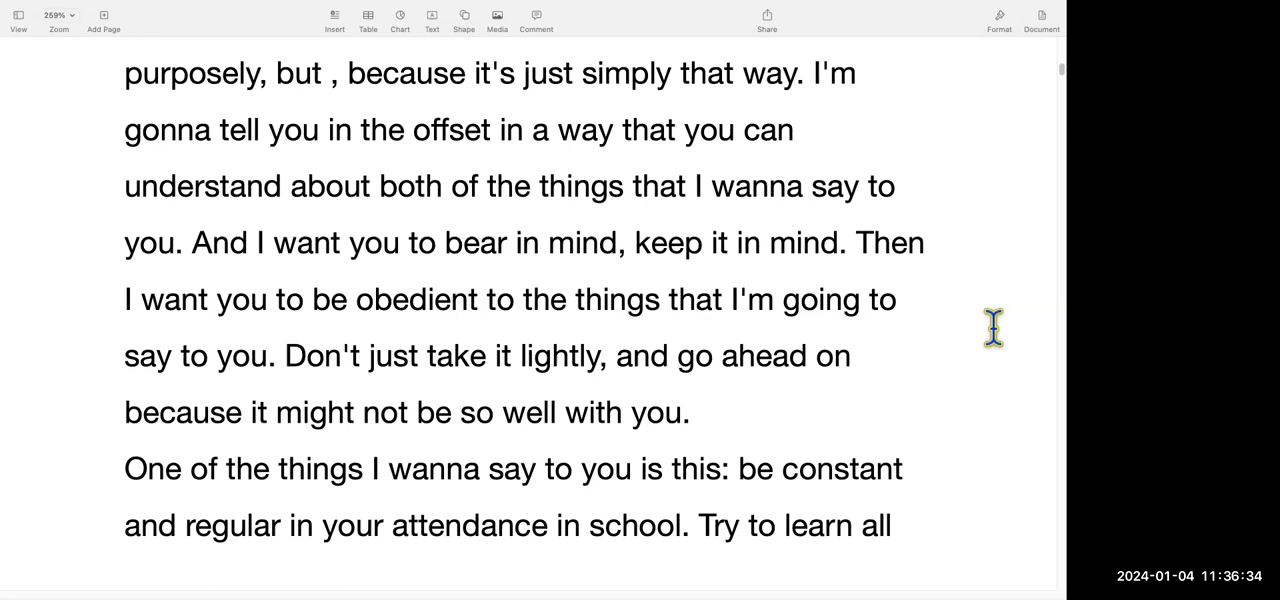 259%
View
Zoom
Add Page
Insert
Table
Chart
Text
Shape
Media
Comment
Share
Format
Document
purposely, but , because it's just simply that way. I'm
gonna tell you in the offset in a way that you can
understand about both of the things that I wanna say to
you. And I want you to bear in mind, keep it in mind. Then
I want you to be obedient to the things that I'm going to
say to you. Don't just take it lightly, and go ahead on
because it might not be so well with you.
One of the things I wanna say to you is this: be constant
and regular in your attendance in school. Try to learn all
2024-01-04 11:36:34